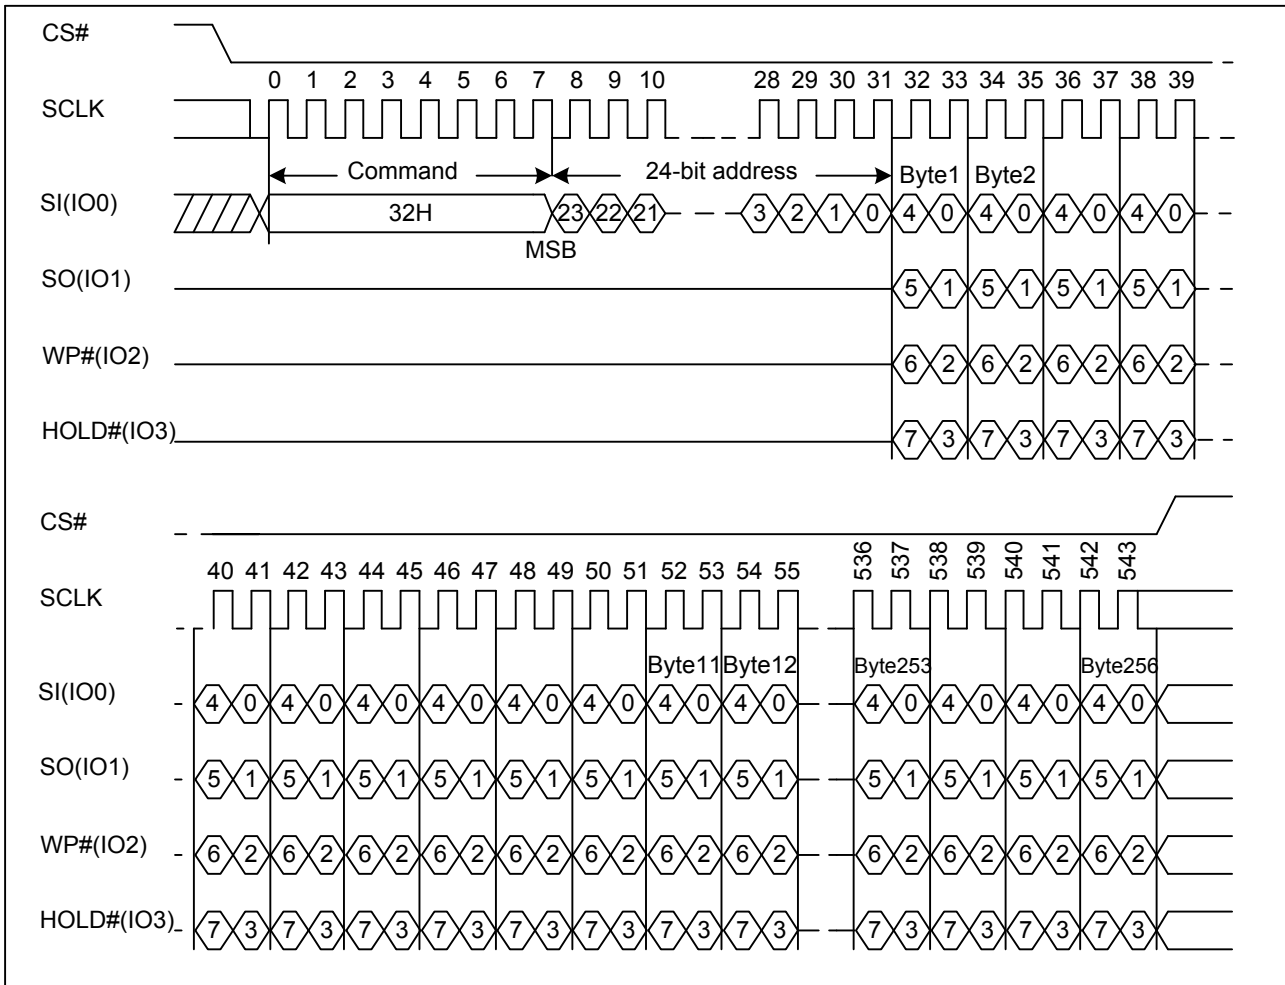 CS#
0 1 2 3 4 5 6 7 8 9 10 28 29 30 31 32 33 34 35 36 37 38 39
SCLK
Command 24-bit address Byte1 Byte2
SI(IO0) 32H 23 22 21 3 2 1 0 4 0 4 0 4 0 4 0
MSB
SO(IO1) 5 1 5 1 5 1 5 1
WP#(IO2) 6 2 6 2 6 2 6 2
HOLD#(IO3) 7 3 7 3 7 3 7 3
CS#
40 41 42 43 44 45 46 47 48 49 50 51 52 53 54 55 536 537 538 539 540 541 542 543
SCLK
Byte11 Byte12 Byte253 Byte256
SI(IO0) 4 0 4 0 4 0 4 0 4 0 4 0 4 0 4 0 4 0 4 0 4 0 4 0
SO(IO1) 5 1 5 1 5 1 5 1 5 1 5 1 5 1 5 1 5 1 5 1 5 1 5 1
WP#(IO2) 6 2 6 2 6 2 6 2 6 2 6 2 6 2 6 2 6 2 6 2 6 2 6 2
HOLD#(IO3) 7 3 7 3 7 3 7 3 7 3 7 3 7 3 7 3 7 3 7 3 7 3 7 3